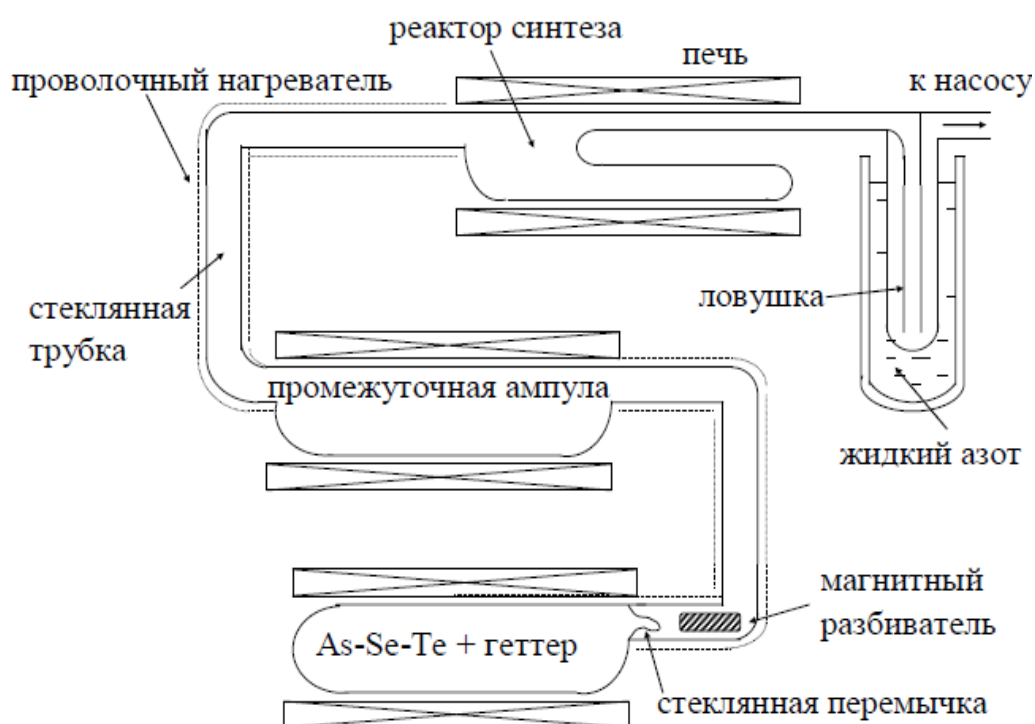 реактор синтеза
печь
проволочный нагреватель
к насосу
стеклянная
трубка
ловушка
промежуточная ампула
жидкий азот
магнитный
разбиватель
As-Se-Te + геттер
стеклянная перемычка